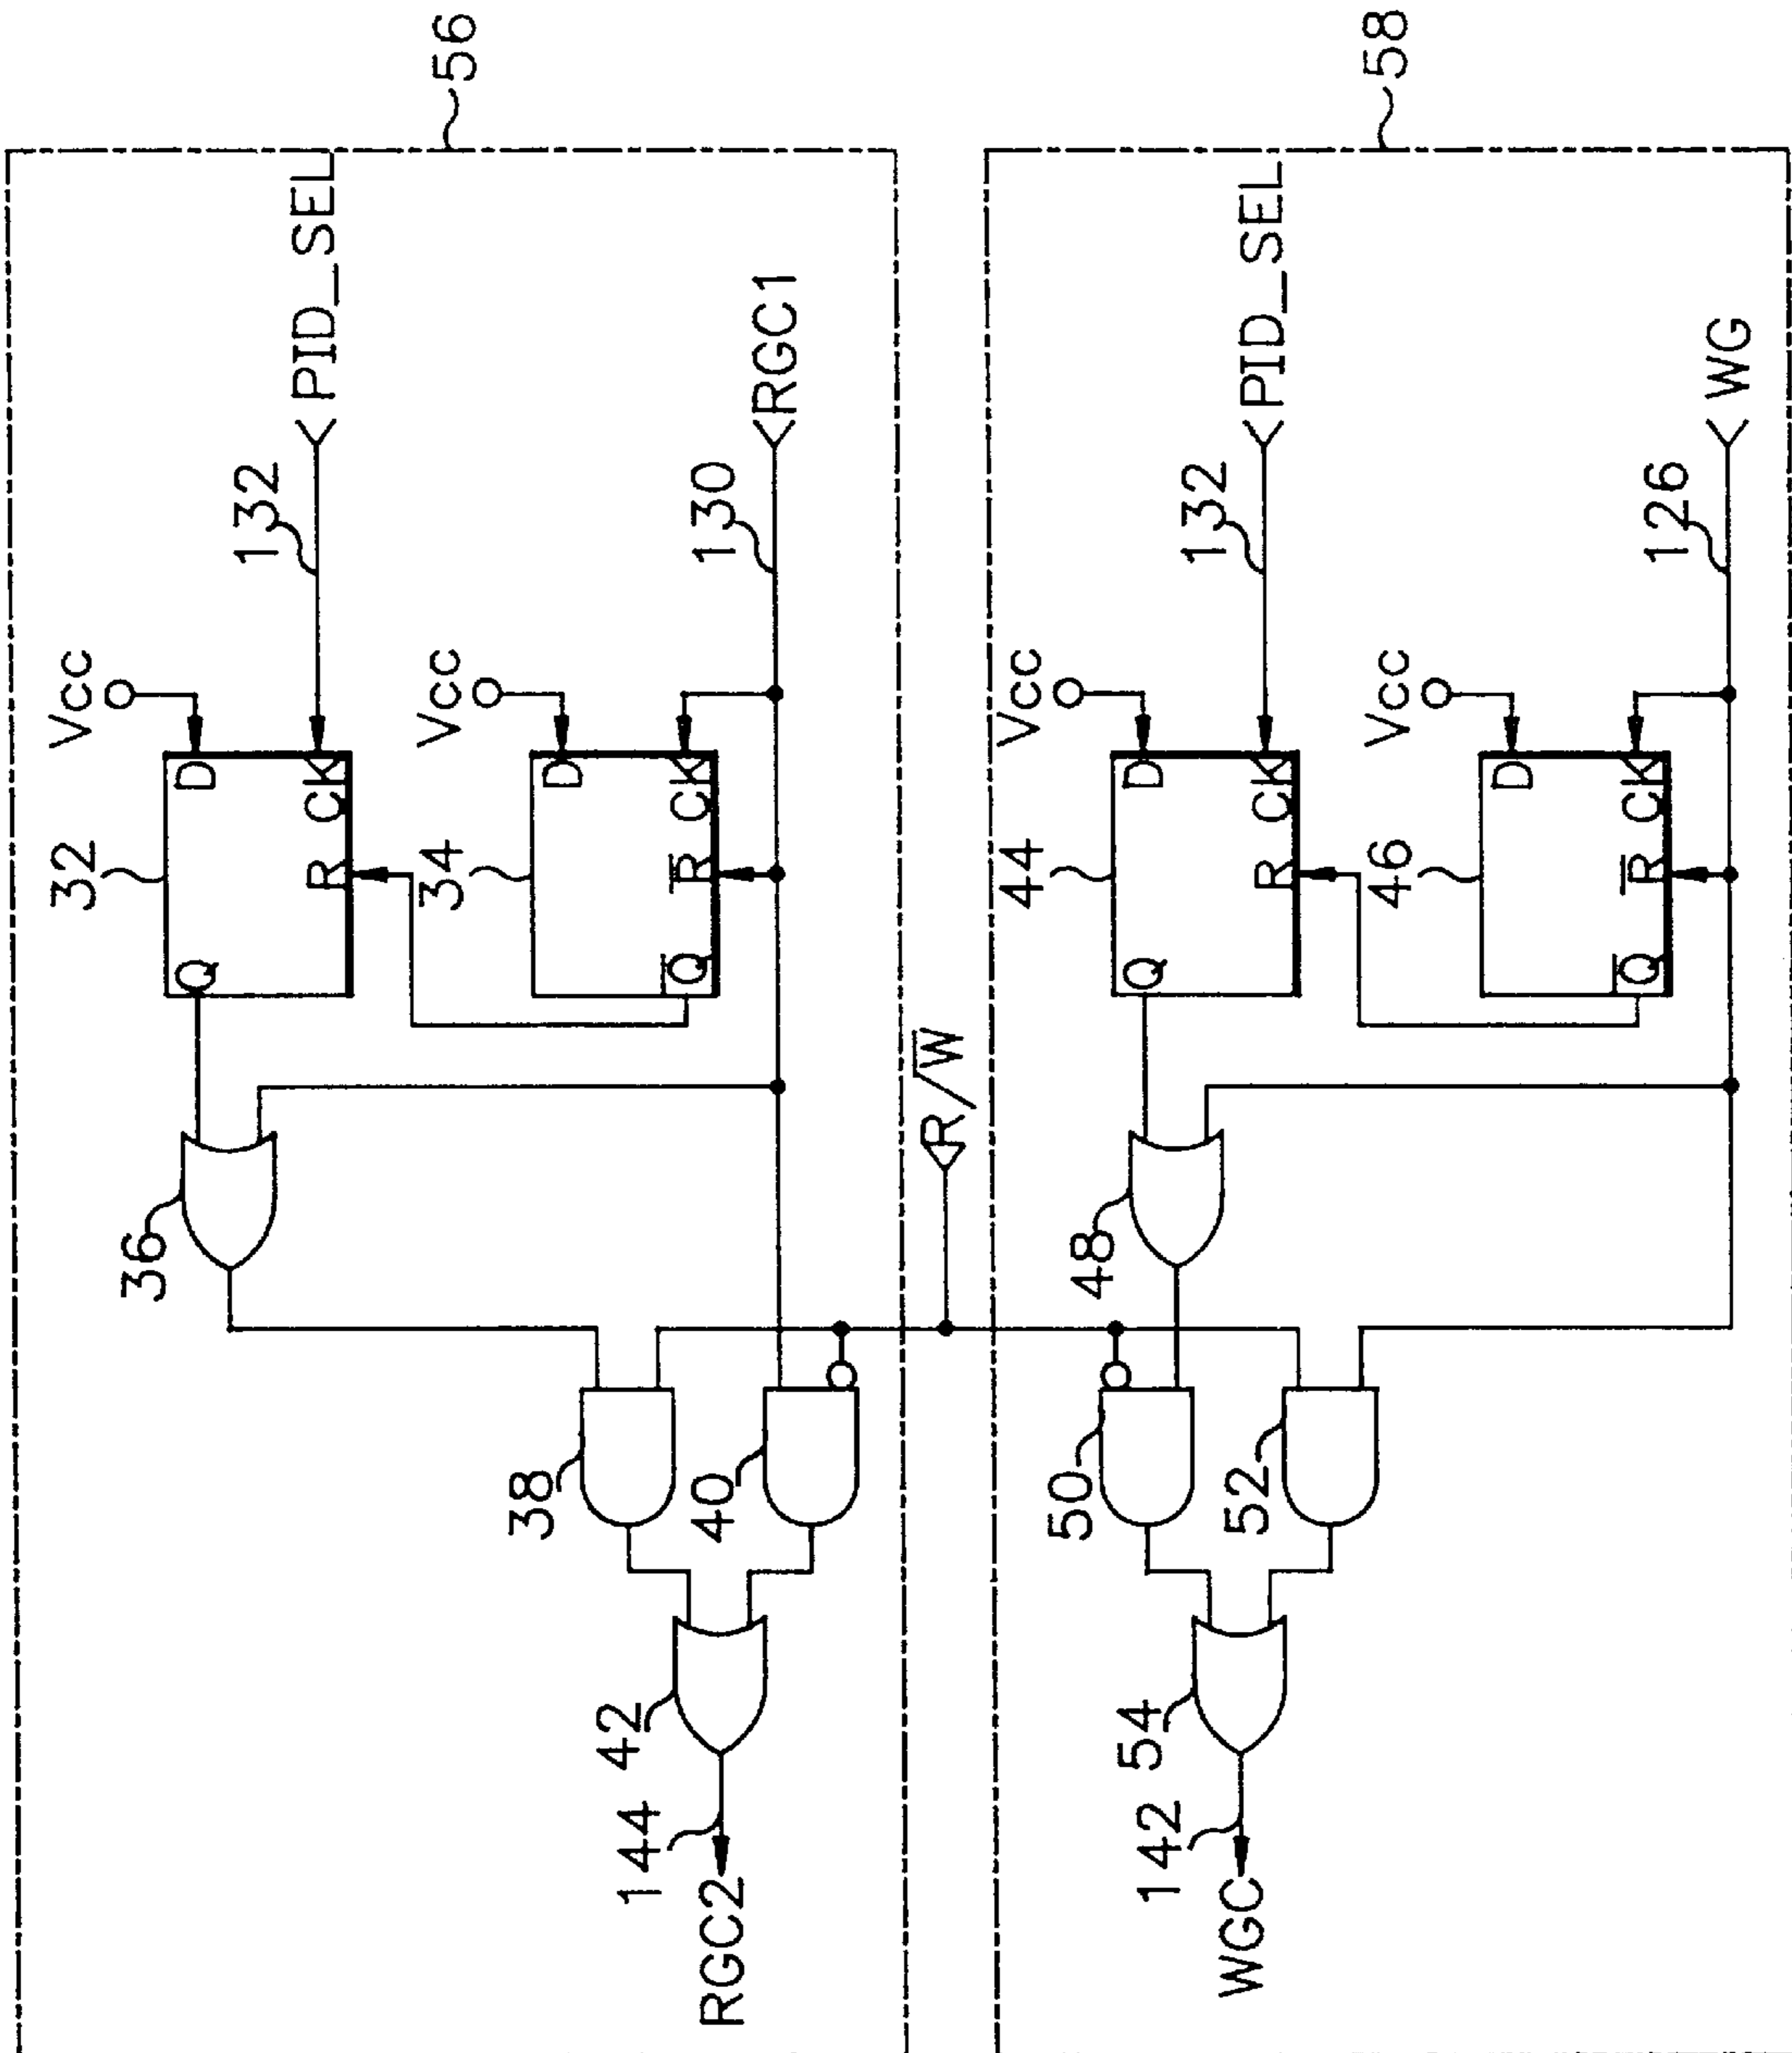 56
PID_SEL
132
Vcc
D
CK
R
Q
32
RGC1
130
Vcc
D
CK
R̅
Q̅
34
36
38
40
42
144
RGC2
R/W̅
58
PID_SEL
132
Vcc
D
CK
R
Q
44
WG
126
Vcc
D
CK
R̅
Q̅
46
48
50
52
54
142
WGC